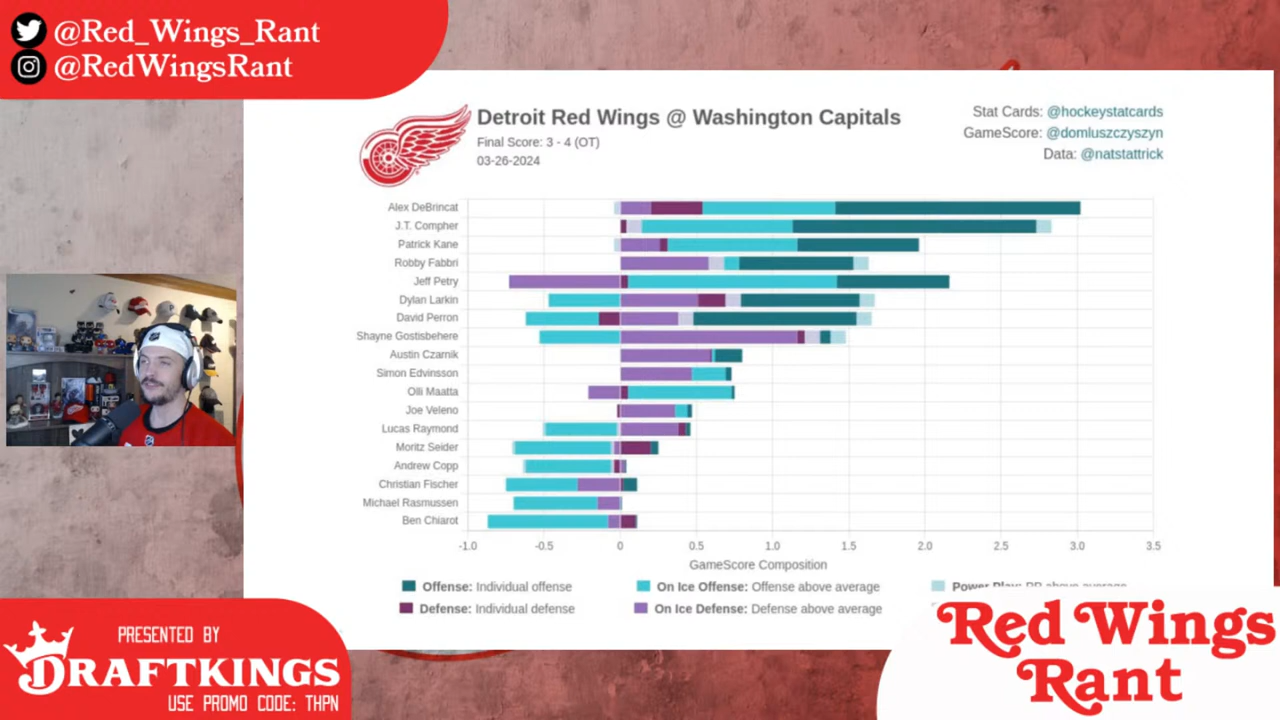 @Red_Wings_Rant
@RedWingsRant
Detroit Red Wings @ Washington Capitals
Final Score: 3 - 4 (OT)
03-26-2024
Stat Cards: @hockeystatcards
GameScore: @domluszczyszyn
Data: @natstattrick
Alex DeBrincat
J.T. Compher
Patrick Kane
Robby Fabbri
Jeff Petry
Dylan Larkin
David Perron
Shayne Gostisbehere
Austin Czarnik
Simon Edvinsson
Olli Maatta
Joe Veleno
Lucas Raymond
Moritz Seider
Andrew Copp
Christian Fischer
Michael Rasmussen
Ben Chiarot
-1.0 -0.5 0 0.5 1.0 1.5 2.0 2.5 3.0 3.5
GameScore Composition
Offense: Individual offense On Ice Offense: Offense above average Power Play: PP above average
Defense: Individual defense On Ice Defense: Defense above average
PRESENTED BY
DRAFTKINGS
USE PROMO CODE: THPN
Red Wings
Rant